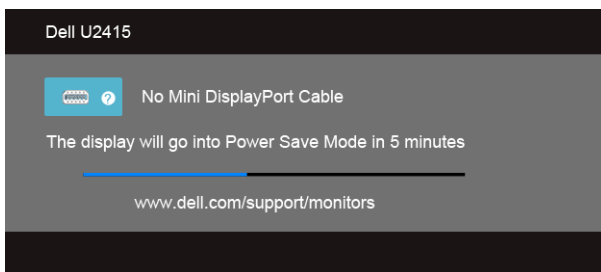 Dell U2415
? No Mini DisplayPort Cable
The display will go into Power Save Mode in 5 minutes
www.dell.com/support/monitors